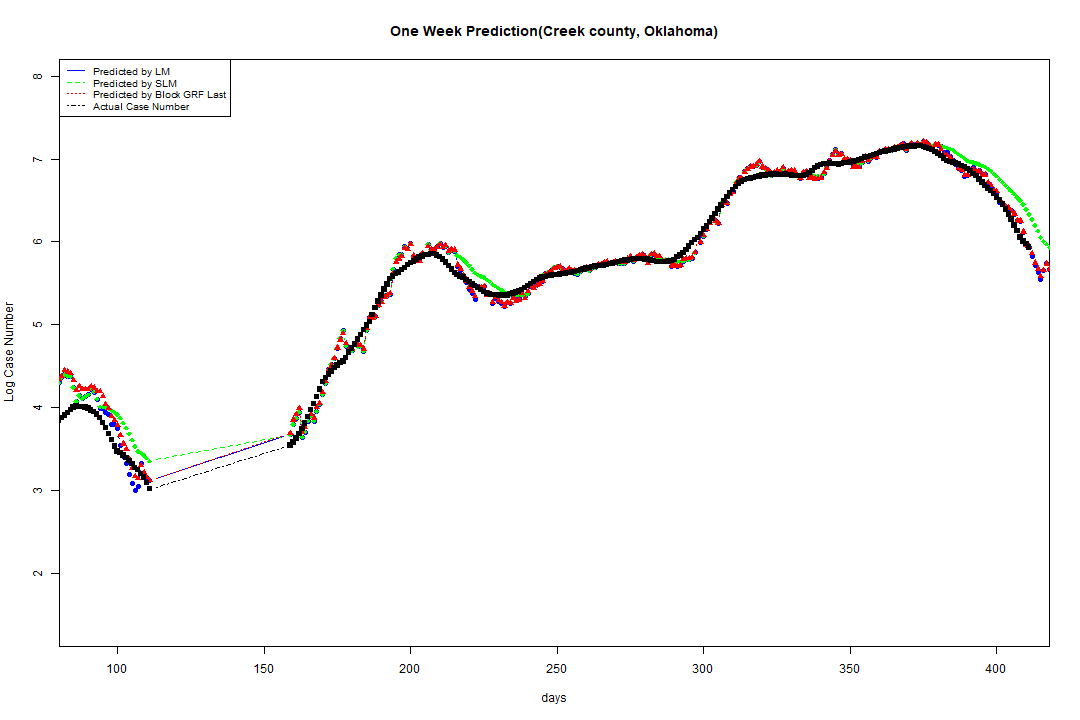 One Week Prediction(Creek county, Oklahoma)
Predicted by LM
Predicted by SLM
Predicted by Block GRF Last
Actual Case Number
8
7
6
5
4
3
2
Log Case Number
100 150 200 250 300 350 400
days